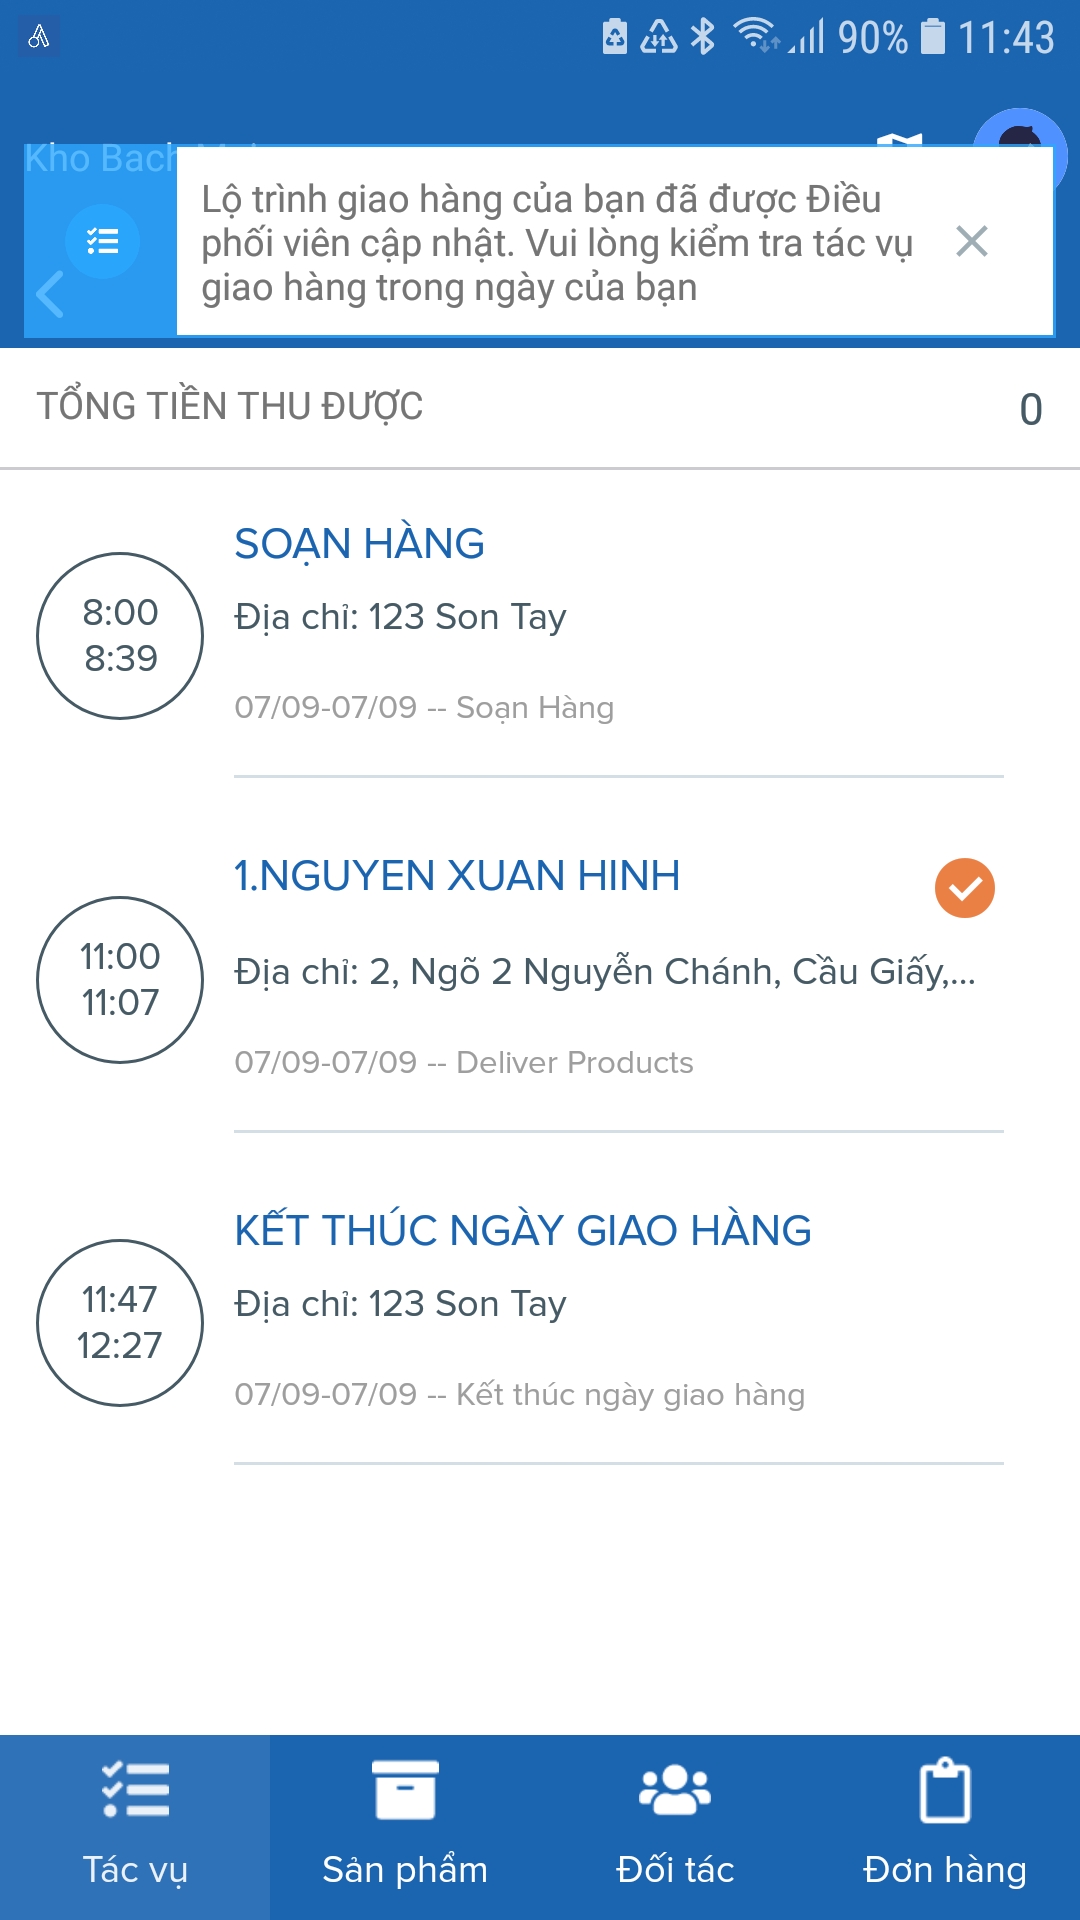 90% 11:43
Kho Bach
Lộ trình giao hàng của bạn đã được Điều
phối viên cập nhật. Vui lòng kiểm tra tác vụ
giao hàng trong ngày của bạn
TỔNG TIỀN THU ĐƯỢC 0
SOẠN HÀNG
8:00
8:39
Địa chỉ: 123 Son Tay
07/09-07/09 -- Soạn Hàng
1.NGUYEN XUAN HINH
11:00
11:07
Địa chỉ: 2, Ngõ 2 Nguyễn Chánh, Cầu Giấy,...
07/09-07/09 -- Deliver Products
KẾT THÚC NGÀY GIAO HÀNG
11:47
12:27
Địa chỉ: 123 Son Tay
07/09-07/09 -- Kết thúc ngày giao hàng
Tác vụ
Sản phẩm
Đối tác
Đơn hàng